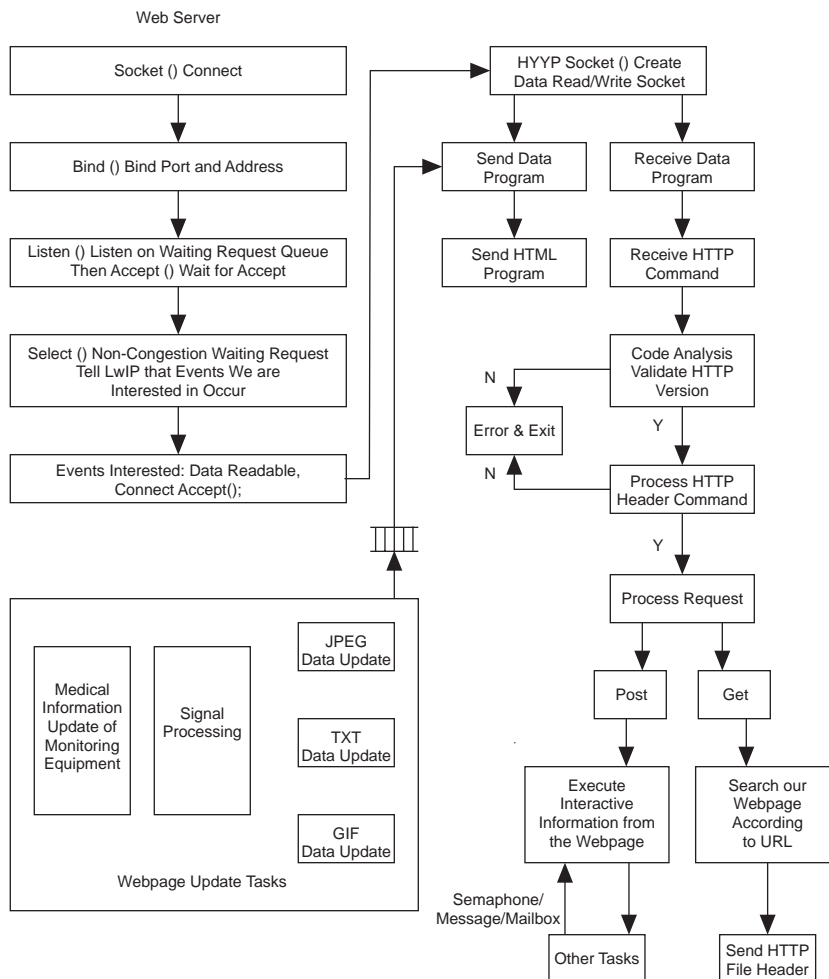 Web Server
Socket () Connect
Bind () Bind Port and Address
Listen () Listen on Waiting Request Queue
Then Accept () Wait for Accept
Select () Non-Congestion Waiting Request
Tell LwIP that Events We are
Interested in Occur
Events Interested: Data Readable,
Connect Accept();
HYYP Socket () Create
Data Read/Write Socket
Send Data
Program
Send HTML
Program
Receive Data
Program
Receive HTTP
Command
Code Analysis
Validate HTTP
Version
N
Y
Error & Exit
N
Process HTTP
Header Command
Y
Process Request
Post
Get
Execute
Interactive
Information from
the Webpage
Search our
Webpage
According
to URL
Semaphone/
Message/Mailbox
Other Tasks
Send HTTP
File Header
Medical
Information
Update of
Monitoring
Equipment
Signal
Processing
JPEG
Data Update
TXT
Data Update
GIF
Data Update
Webpage Update Tasks